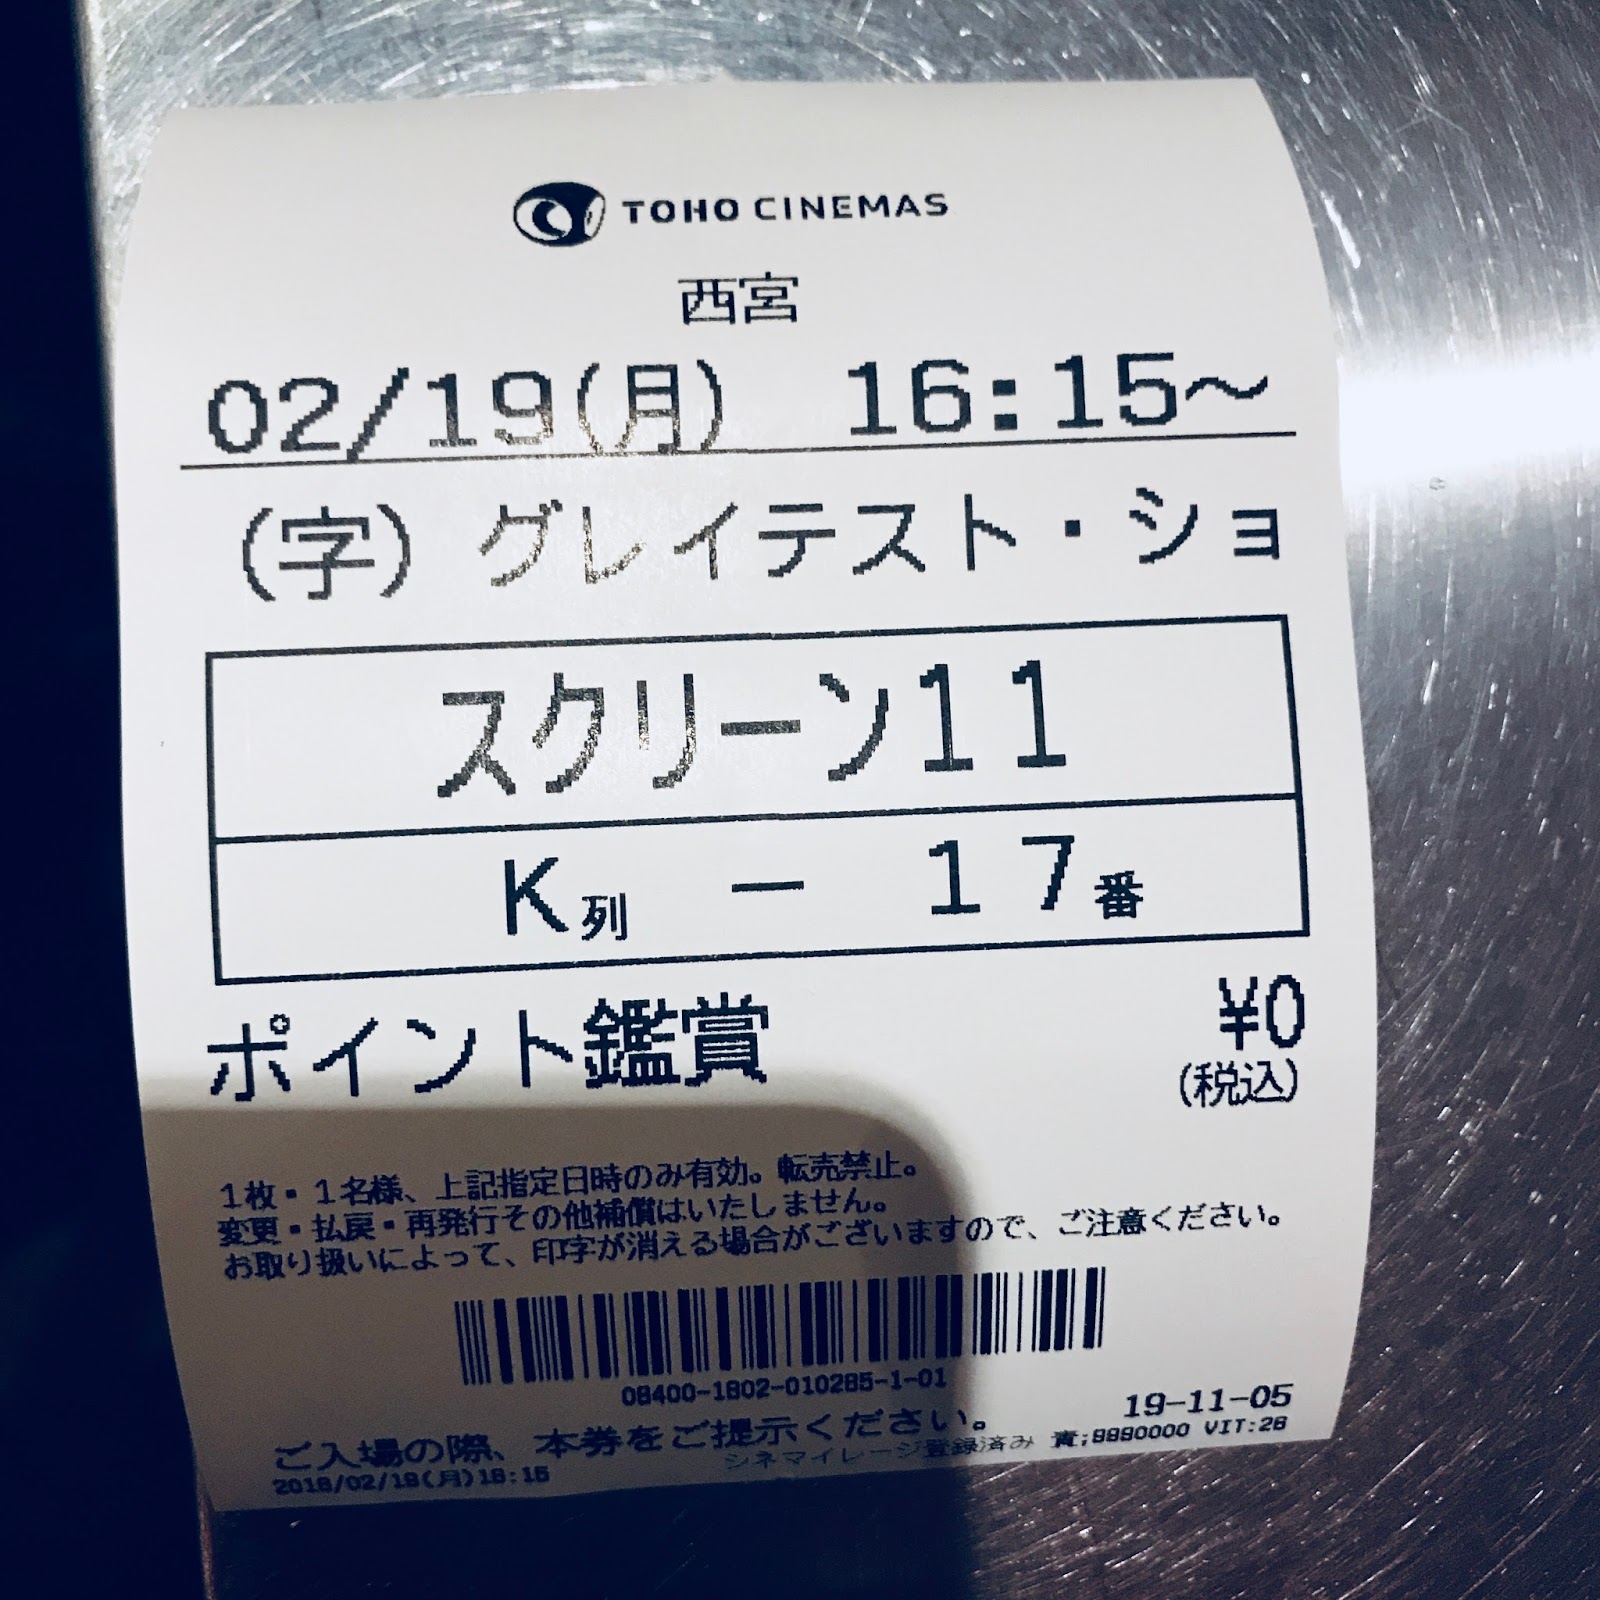 TOHO CINEMAS
西宮
02/19(月) 16:15〜
(字)グレイテスト・ショ
スクリーン11
K列 － 17番
ポイント鑑賞 ¥0
(税込)
1枚・1名様、上記指定日時のみ有効。転売禁止。
変更・払戻・再発行その他補償はいたしません。
お取り扱いによって、印字が消える場合がございますので、ご注意ください。
08400-1802-010285-1-01
19-11-05
ご入場の際、本券をご提示ください。
シネマイレージ登録済み 責;9990000 VIT:26
2018/02/19(月)16:15